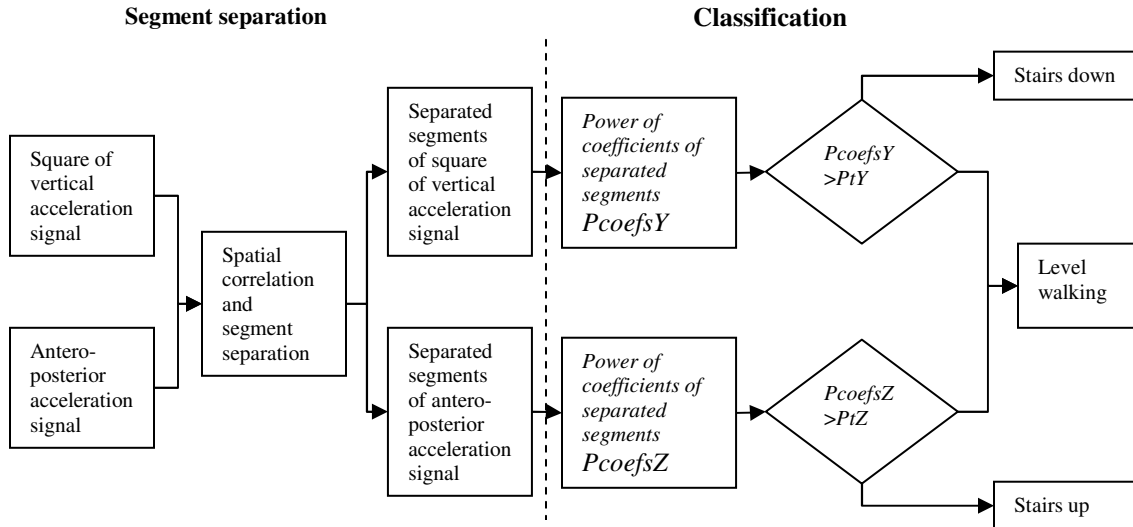 Segment separation
Classification
Square of
vertical
acceleration
signal
Antero-
posterior
acceleration
signal
Spatial
correlation
and
segment
separation
Separated
segments
of square
of vertical
acceleration
signal
Separated
segments
of antero-
posterior
acceleration
signal
Power of
coefficients of
separated
segments
PcoefsY
Power of
coefficients of
separated
segments
PcoefsZ
PcoefsY
>PtY
PcoefsZ
>PtZ
Stairs down
Level
walking
Stairs up